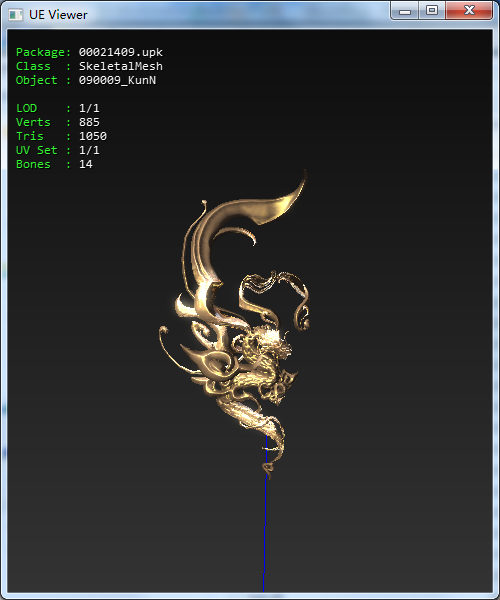 UE Viewer
Package: 00021409.upk
Class  : SkeletalMesh
Object : 090009_KunN
LOD    : 1/1
Verts  : 885
Tris   : 1050
UV Set : 1/1
Bones  : 14